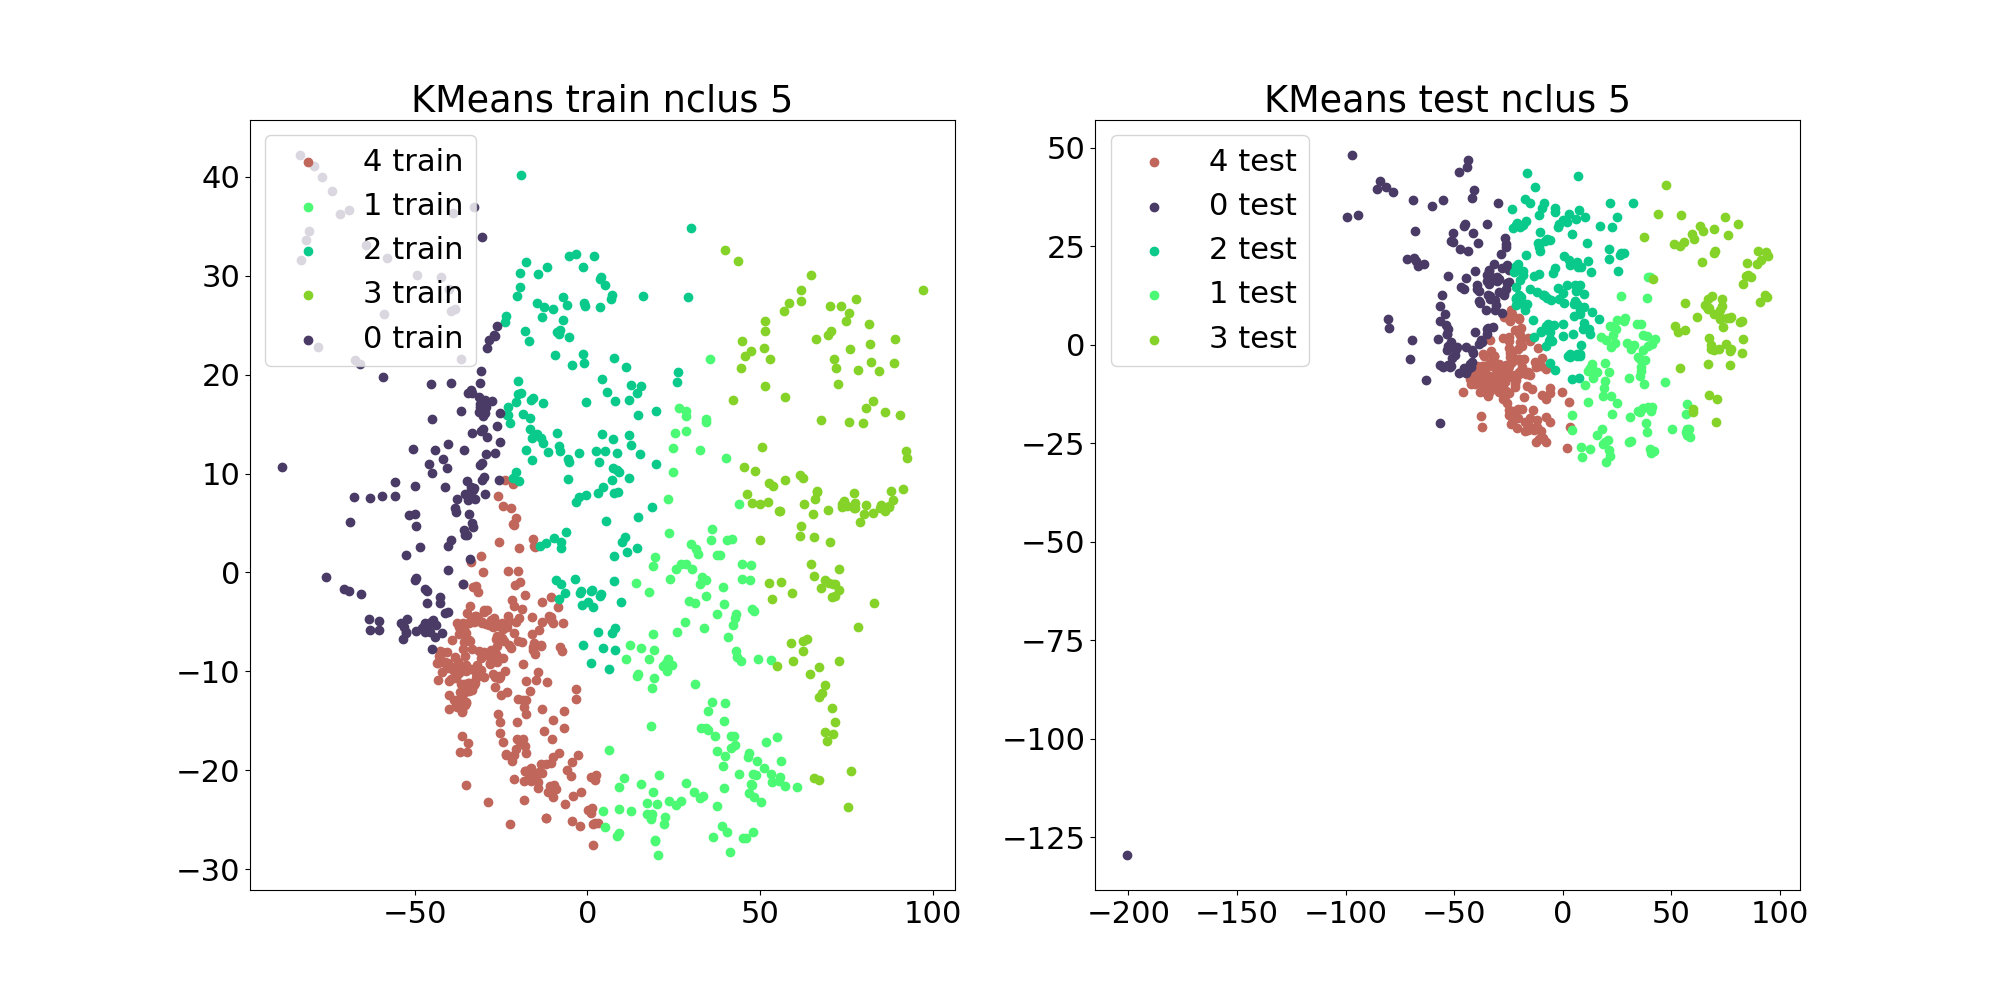 KMeans train nclus 5
4 train
1 train
2 train
3 train
0 train
40
30
20
10
0
−10
−20
−30
−50
0
50
100
KMeans test nclus 5
4 test
0 test
2 test
1 test
3 test
50
25
0
−25
−50
−75
−100
−125
−200
−150
−100
−50
0
50
100